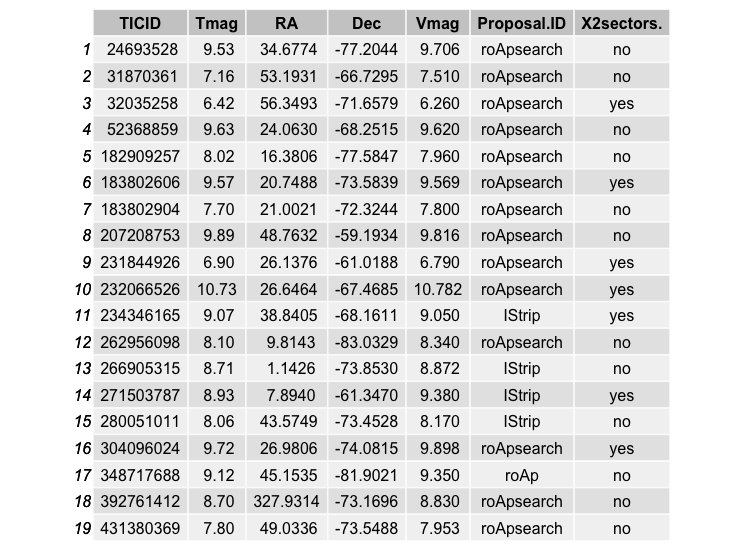 TICID Tmag RA Dec Vmag Proposal.ID X2sectors.
1 24693528 9.53 34.6774 -77.2044 9.706 roApsearch no
2 31870361 7.16 53.1931 -66.7295 7.510 roApsearch no
3 32035258 6.42 56.3493 -71.6579 6.260 roApsearch yes
4 52368859 9.63 24.0630 -68.2515 9.620 roApsearch no
5 182909257 8.02 16.3806 -77.5847 7.960 roApsearch no
6 183802606 9.57 20.7488 -73.5839 9.569 roApsearch yes
7 183802904 7.70 21.0021 -72.3244 7.800 roApsearch no
8 207208753 9.89 48.7632 -59.1934 9.816 roApsearch no
9 231844926 6.90 26.1376 -61.0188 6.790 roApsearch yes
10 232066526 10.73 26.6464 -67.4685 10.782 roApsearch yes
11 234346165 9.07 38.8405 -68.1611 9.050 IStrip yes
12 262956098 8.10 9.8143 -83.0329 8.340 roApsearch no
13 266905315 8.71 1.1426 -73.8530 8.872 IStrip no
14 271503787 8.93 7.8940 -61.3470 9.380 IStrip yes
15 280051011 8.06 43.5749 -73.4528 8.170 IStrip no
16 304096024 9.72 26.9806 -74.0815 9.898 roApsearch yes
17 348717688 9.12 45.1535 -81.9021 9.350 roAp no
18 392761412 8.70 327.9314 -73.1696 8.830 roApsearch no
19 431380369 7.80 49.0336 -73.5488 7.953 roApsearch no